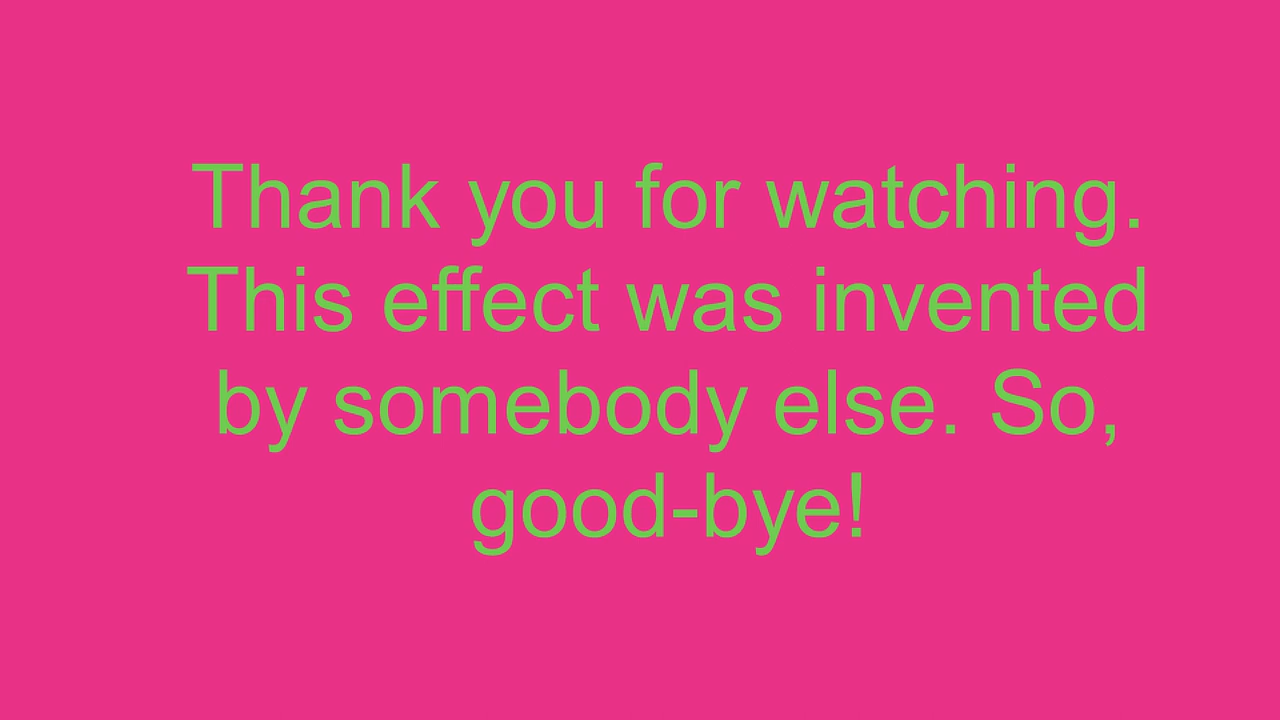 Thank you for watching.
This effect was invented
by somebody else. So,
good-bye!